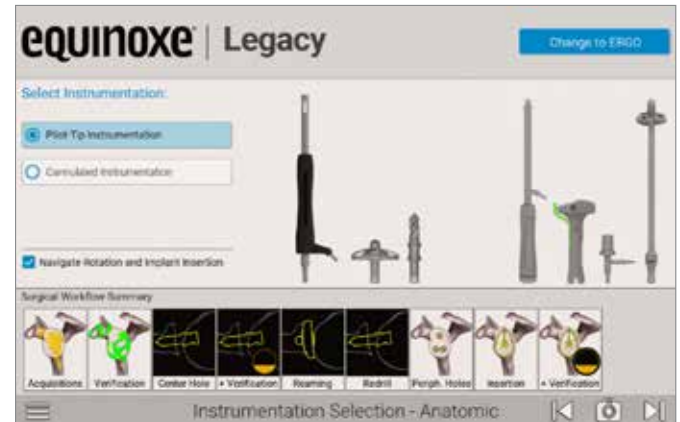 equinoxe | Legacy
Change to ERGO
Select Instrumentation:
Pilot Tip Instrumentation
Cannulated Instrumentation
Navigate Rotation and Implant Insertion
Surgical Workflow Summary
Acquisitions
Verification
Center Hole
+ Verification
Reaming
Redrill
Periph. Holes
Insertion
+ Verification
Instrumentation Selection - Anatomic